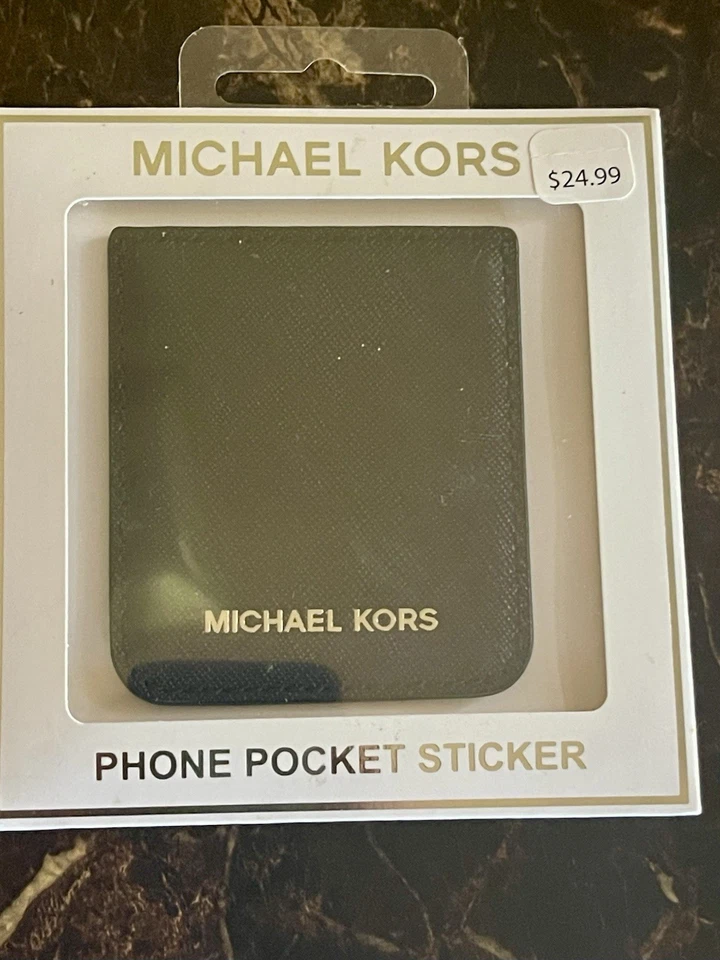 MICHAEL KORS
$24.99
MICHAEL KORS
PHONE POCKET STICKER